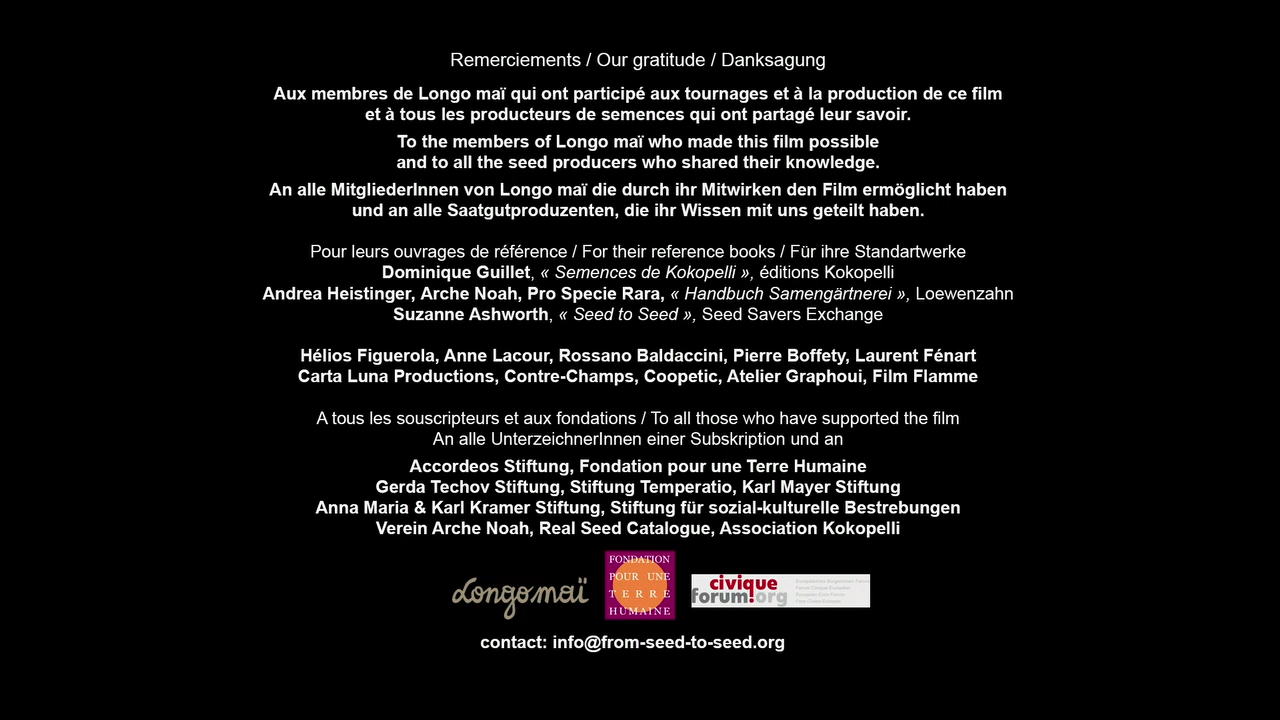 Remerciements / Our gratitude / Danksagung
Aux membres de Longo maï qui ont participé aux tournages et à la production de ce film
et à tous les producteurs de semences qui ont partagé leur savoir.
To the members of Longo maï who made this film possible
and to all the seed producers who shared their knowledge.
An alle MitgliederInnen von Longo maï die durch ihr Mitwirken den Film ermöglicht haben
und an alle Saatgutproduzenten, die ihr Wissen mit uns geteilt haben.
Pour leurs ouvrages de référence / For their reference books / Für ihre Standartwerke
Dominique Guillet, « Semences de Kokopelli », éditions Kokopelli
Andrea Heistinger, Arche Noah, Pro Specie Rara, « Handbuch Samengärtnerei », Loewenzahn
Suzanne Ashworth, « Seed to Seed », Seed Savers Exchange
Hélios Figuerola, Anne Lacour, Rossano Baldaccini, Pierre Boffety, Laurent Fénart
Carta Luna Productions, Contre-Champs, Coopetic, Atelier Graphoui, Film Flamme
A tous les souscripteurs et aux fondations / To all those who have supported the film
An alle UnterzeichnerInnen einer Subskription und an
Accordeos Stiftung, Fondation pour une Terre Humaine
Gerda Techov Stiftung, Stiftung Temperatio, Karl Mayer Stiftung
Anna Maria & Karl Kramer Stiftung, Stiftung für sozial-kulturelle Bestrebungen
Verein Arche Noah, Real Seed Catalogue, Association Kokopelli
Longo maï
FONDATION
POUR UNE
TERRE
HUMAINE
civique
forum!org
contact: info@from-seed-to-seed.org